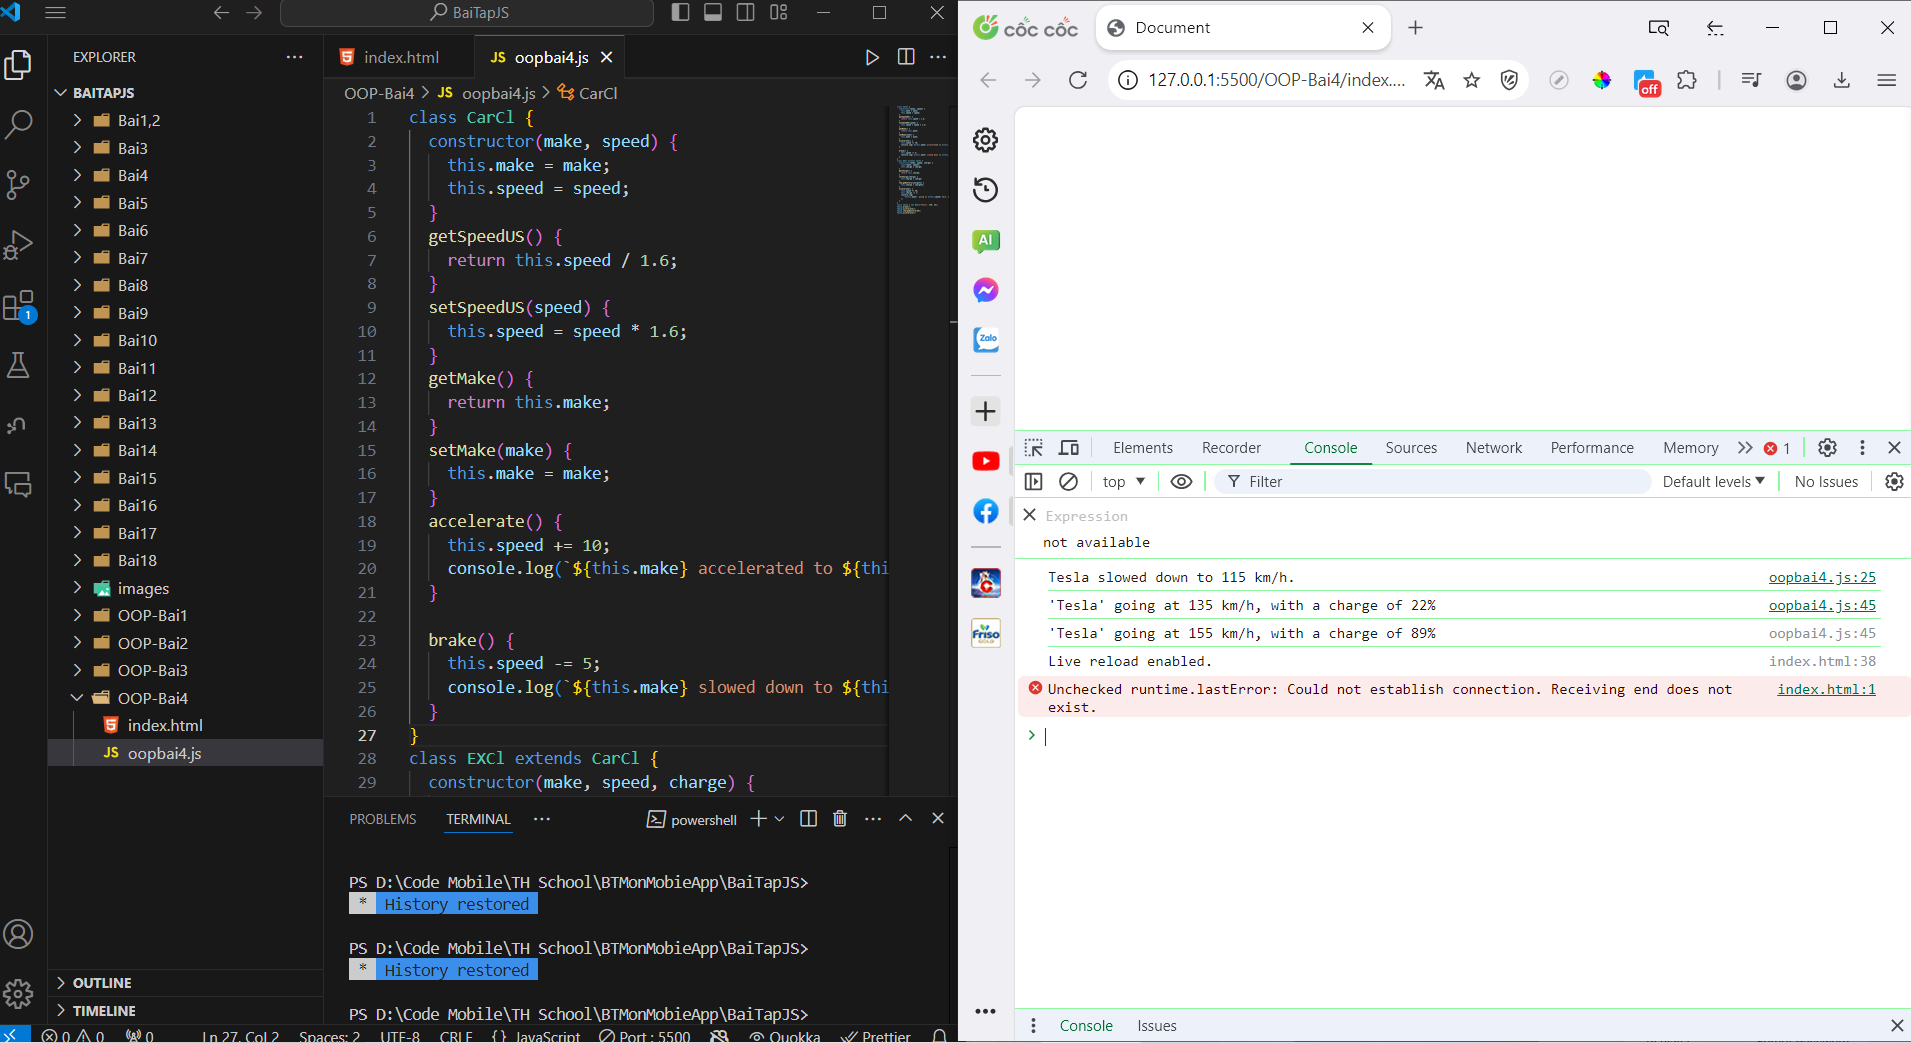 BaiTapJS
EXPLORER
BAITAPJS
Bai1,2
Bai3
Bai4
Bai5
Bai6
Bai7
Bai8
Bai9
Bai10
Bai11
Bai12
Bai13
Bai14
Bai15
Bai16
Bai17
Bai18
images
OOP-Bai1
OOP-Bai2
OOP-Bai3
OOP-Bai4
index.html
JS oopbai4.js
OUTLINE
TIMELINE
1
index.html
JS oopbai4.js
OOP-Bai4 > JS oopbai4.js > CarCl
1 class CarCl {
2 constructor(make, speed) {
3 this.make = make;
4 this.speed = speed;
5 }
6 getSpeedUS() {
7 return this.speed / 1.6;
8 }
9 setSpeedUS(speed) {
10 this.speed = speed * 1.6;
11 }
12 getMake() {
13 return this.make;
14 }
15 setMake(make) {
16 this.make = make;
17 }
18 accelerate() {
19 this.speed += 10;
20 console.log(`${this.make} accelerated to ${thi
21 }
22
23 brake() {
24 this.speed -= 5;
25 console.log(`${this.make} slowed down to ${thi
26 }
27 }
28 class EXCl extends CarCl {
29 constructor(make, speed, charge) {
PROBLEMS TERMINAL powershell
PS D:\Code Mobile\TH School\BTMonMobieApp\BaiTapJS>
* History restored
PS D:\Code Mobile\TH School\BTMonMobieApp\BaiTapJS>
* History restored
PS D:\Code Mobile\TH School\BTMonMobieApp\BaiTapJS>
0 0 0 Ln 27, Col 2 Spaces: 2 UTF-8 CRLF {} JavaScript Port : 5500 Quokka Prettier
cốc cốc Document
127.0.0.1:5500/OOP-Bai4/index....
off
AI
Zalo
Friso
Elements Recorder Console Sources Network Performance Memory 1
top Filter Default levels No Issues
Expression
not available
Tesla slowed down to 115 km/h. oopbai4.js:25
'Tesla' going at 135 km/h, with a charge of 22% oopbai4.js:45
'Tesla' going at 155 km/h, with a charge of 89% oopbai4.js:45
Live reload enabled. index.html:38
Unchecked runtime.lastError: Could not establish connection. Receiving end does not index.html:1
exist.
>
Console Issues